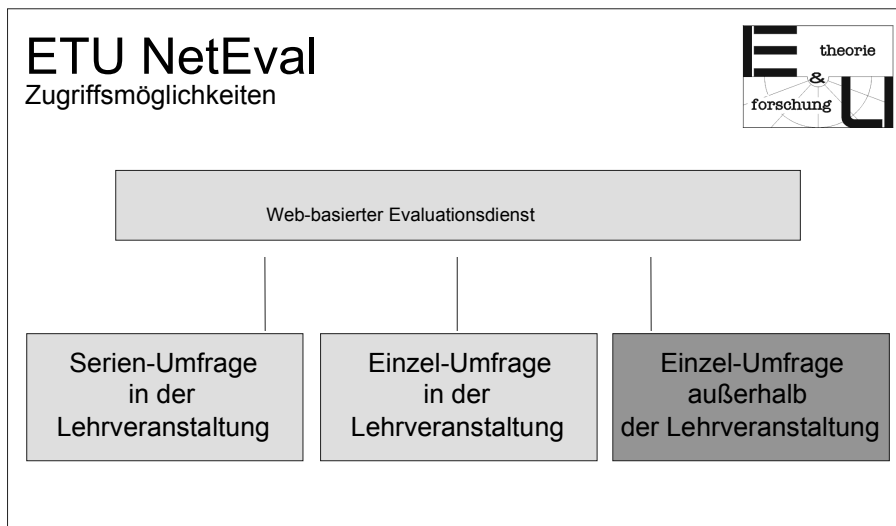 ETU NetEval
Zugriffsmöglichkeiten
theorie
&
forschung
Web-basierter Evaluationsdienst
Serien-Umfrage
in der
Lehrveranstaltung
Einzel-Umfrage
in der
Lehrveranstaltung
Einzel-Umfrage
außerhalb
der Lehrveranstaltung